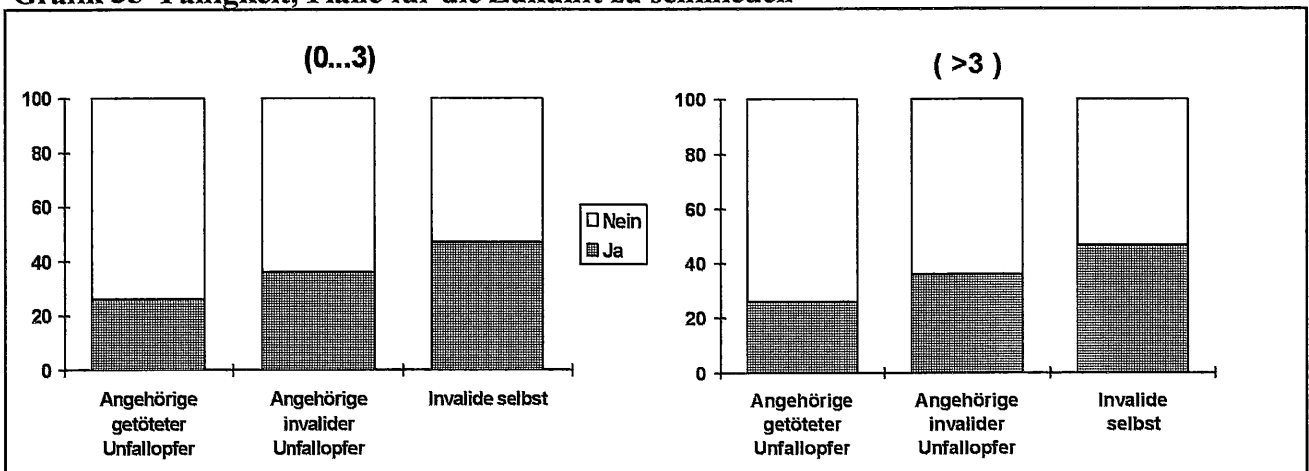 (0...3)
100
80
60
40
20
0
Angehörige
getöteter
Unfallopfer
Angehörige
invalider
Unfallopfer
Invalide selbst
Nein
Ja
( >3 )
100
80
60
40
20
0
Angehörige
getöteter
Unfallopfer
Angehörige
invalider
Unfallopfer
Invalide
selbst